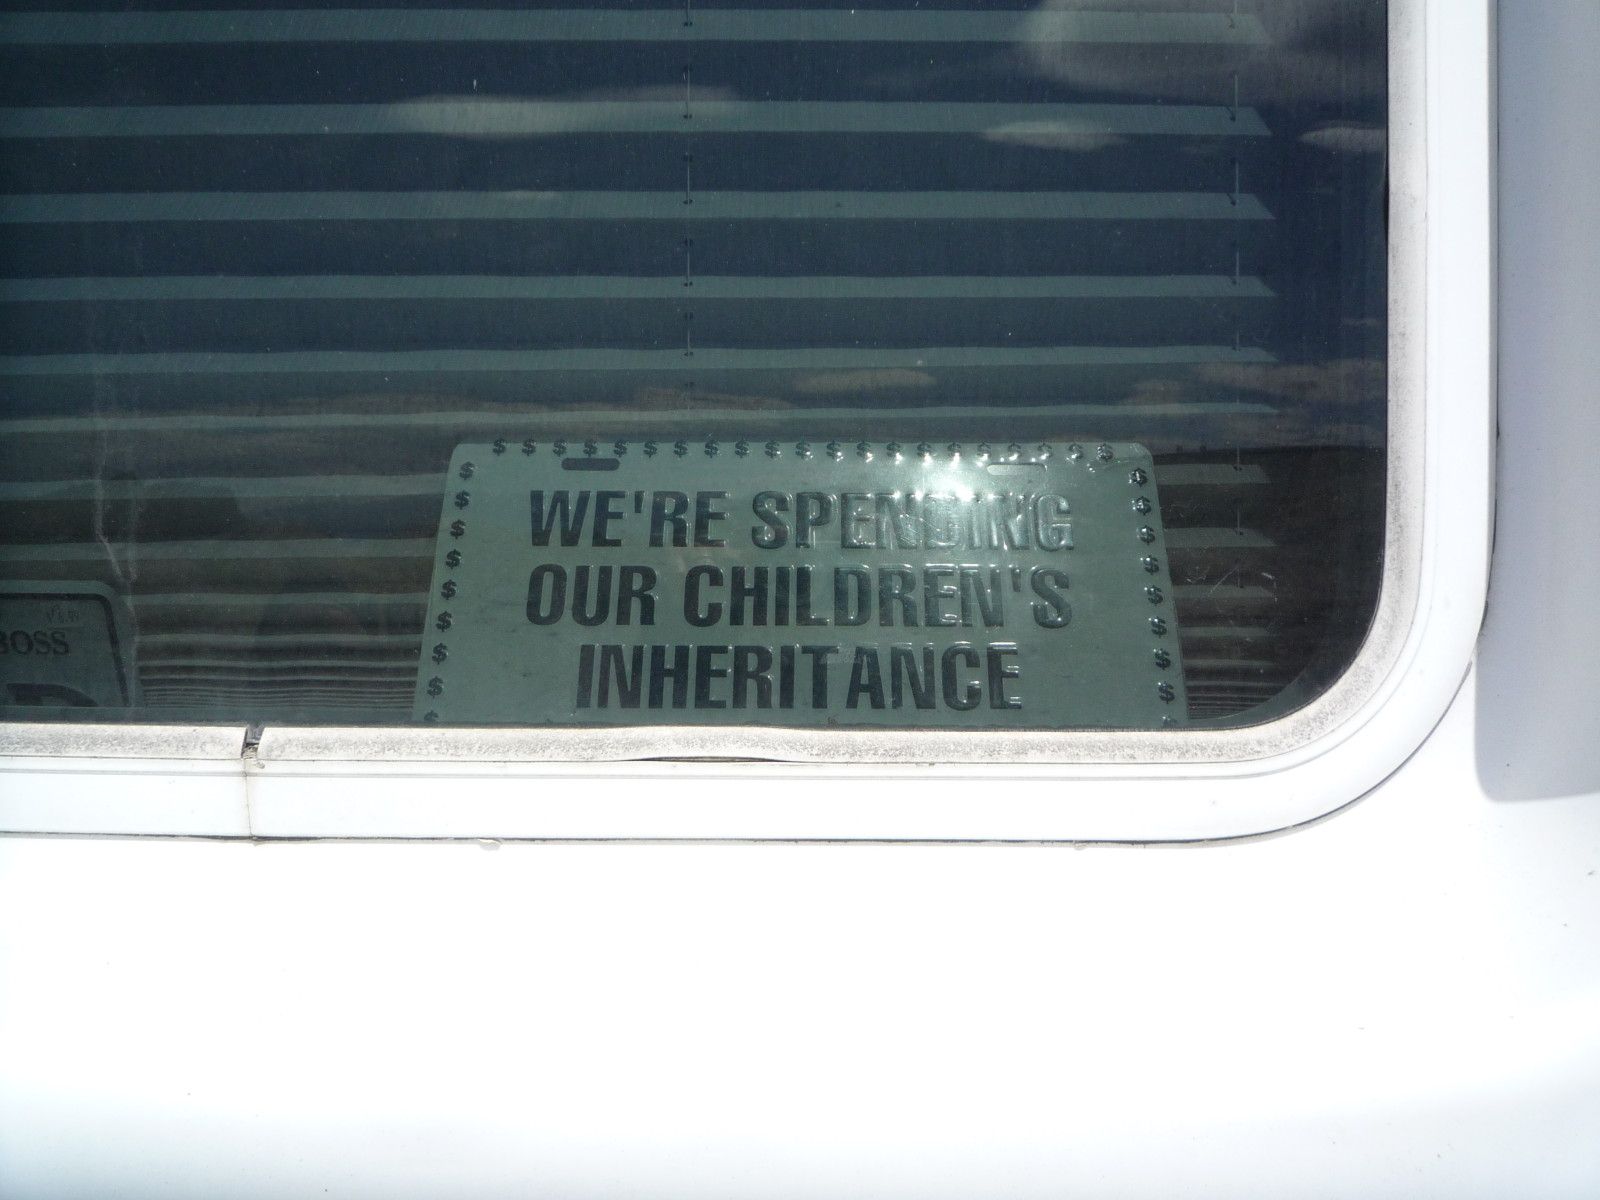 WE'RE SPENDING
OUR CHILDREN'S
INHERITANCE
BOSS